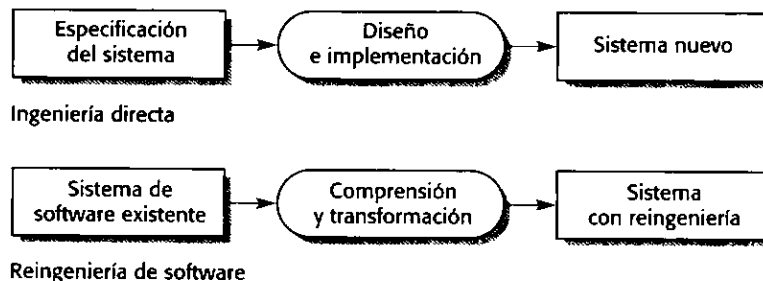 Especificación
del sistema
Diseño
e implementación
Sistema nuevo
Ingeniería directa
Sistema de
software existente
Comprensión
y transformación
Sistema
con reingeniería
Reingeniería de software